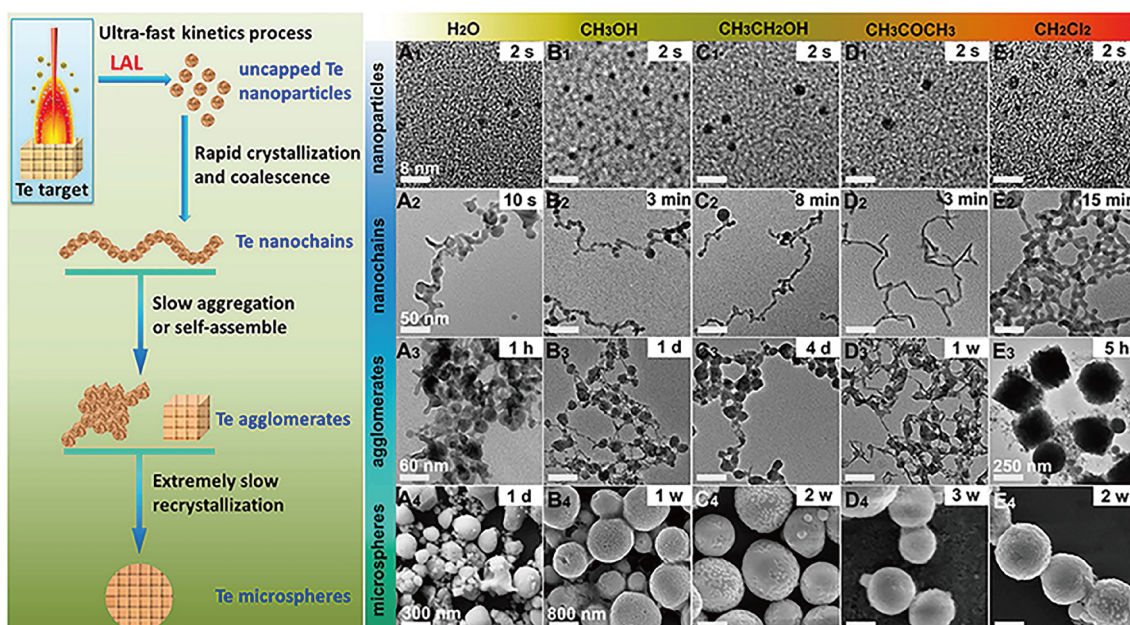 Ultra-fast kinetics process
LAL
uncapped Te
nanoparticles
Te target
Rapid crystallization
and coalescence
Te nanochains
Slow aggregation
or self-assemble
Te agglomerates
Extremely slow
recrystallization
Te microspheres
H2O CH3OH CH3CH2OH CH3COCH3 CH2Cl2
nanoparticles
A1 2 s B1 2 s C1 2 s D1 2 s E1 2 s
8 nm
nanochains
A2 10 s B2 3 min C2 8 min D2 3 min E2 15 min
50 nm
agglomerates
A3 1 h B3 1 d C3 4 d D3 1 w E3 5 h
60 nm 250 nm
microspheres
A4 1 d B4 1 w C4 2 w D4 3 w E4 2 w
300 nm 800 nm